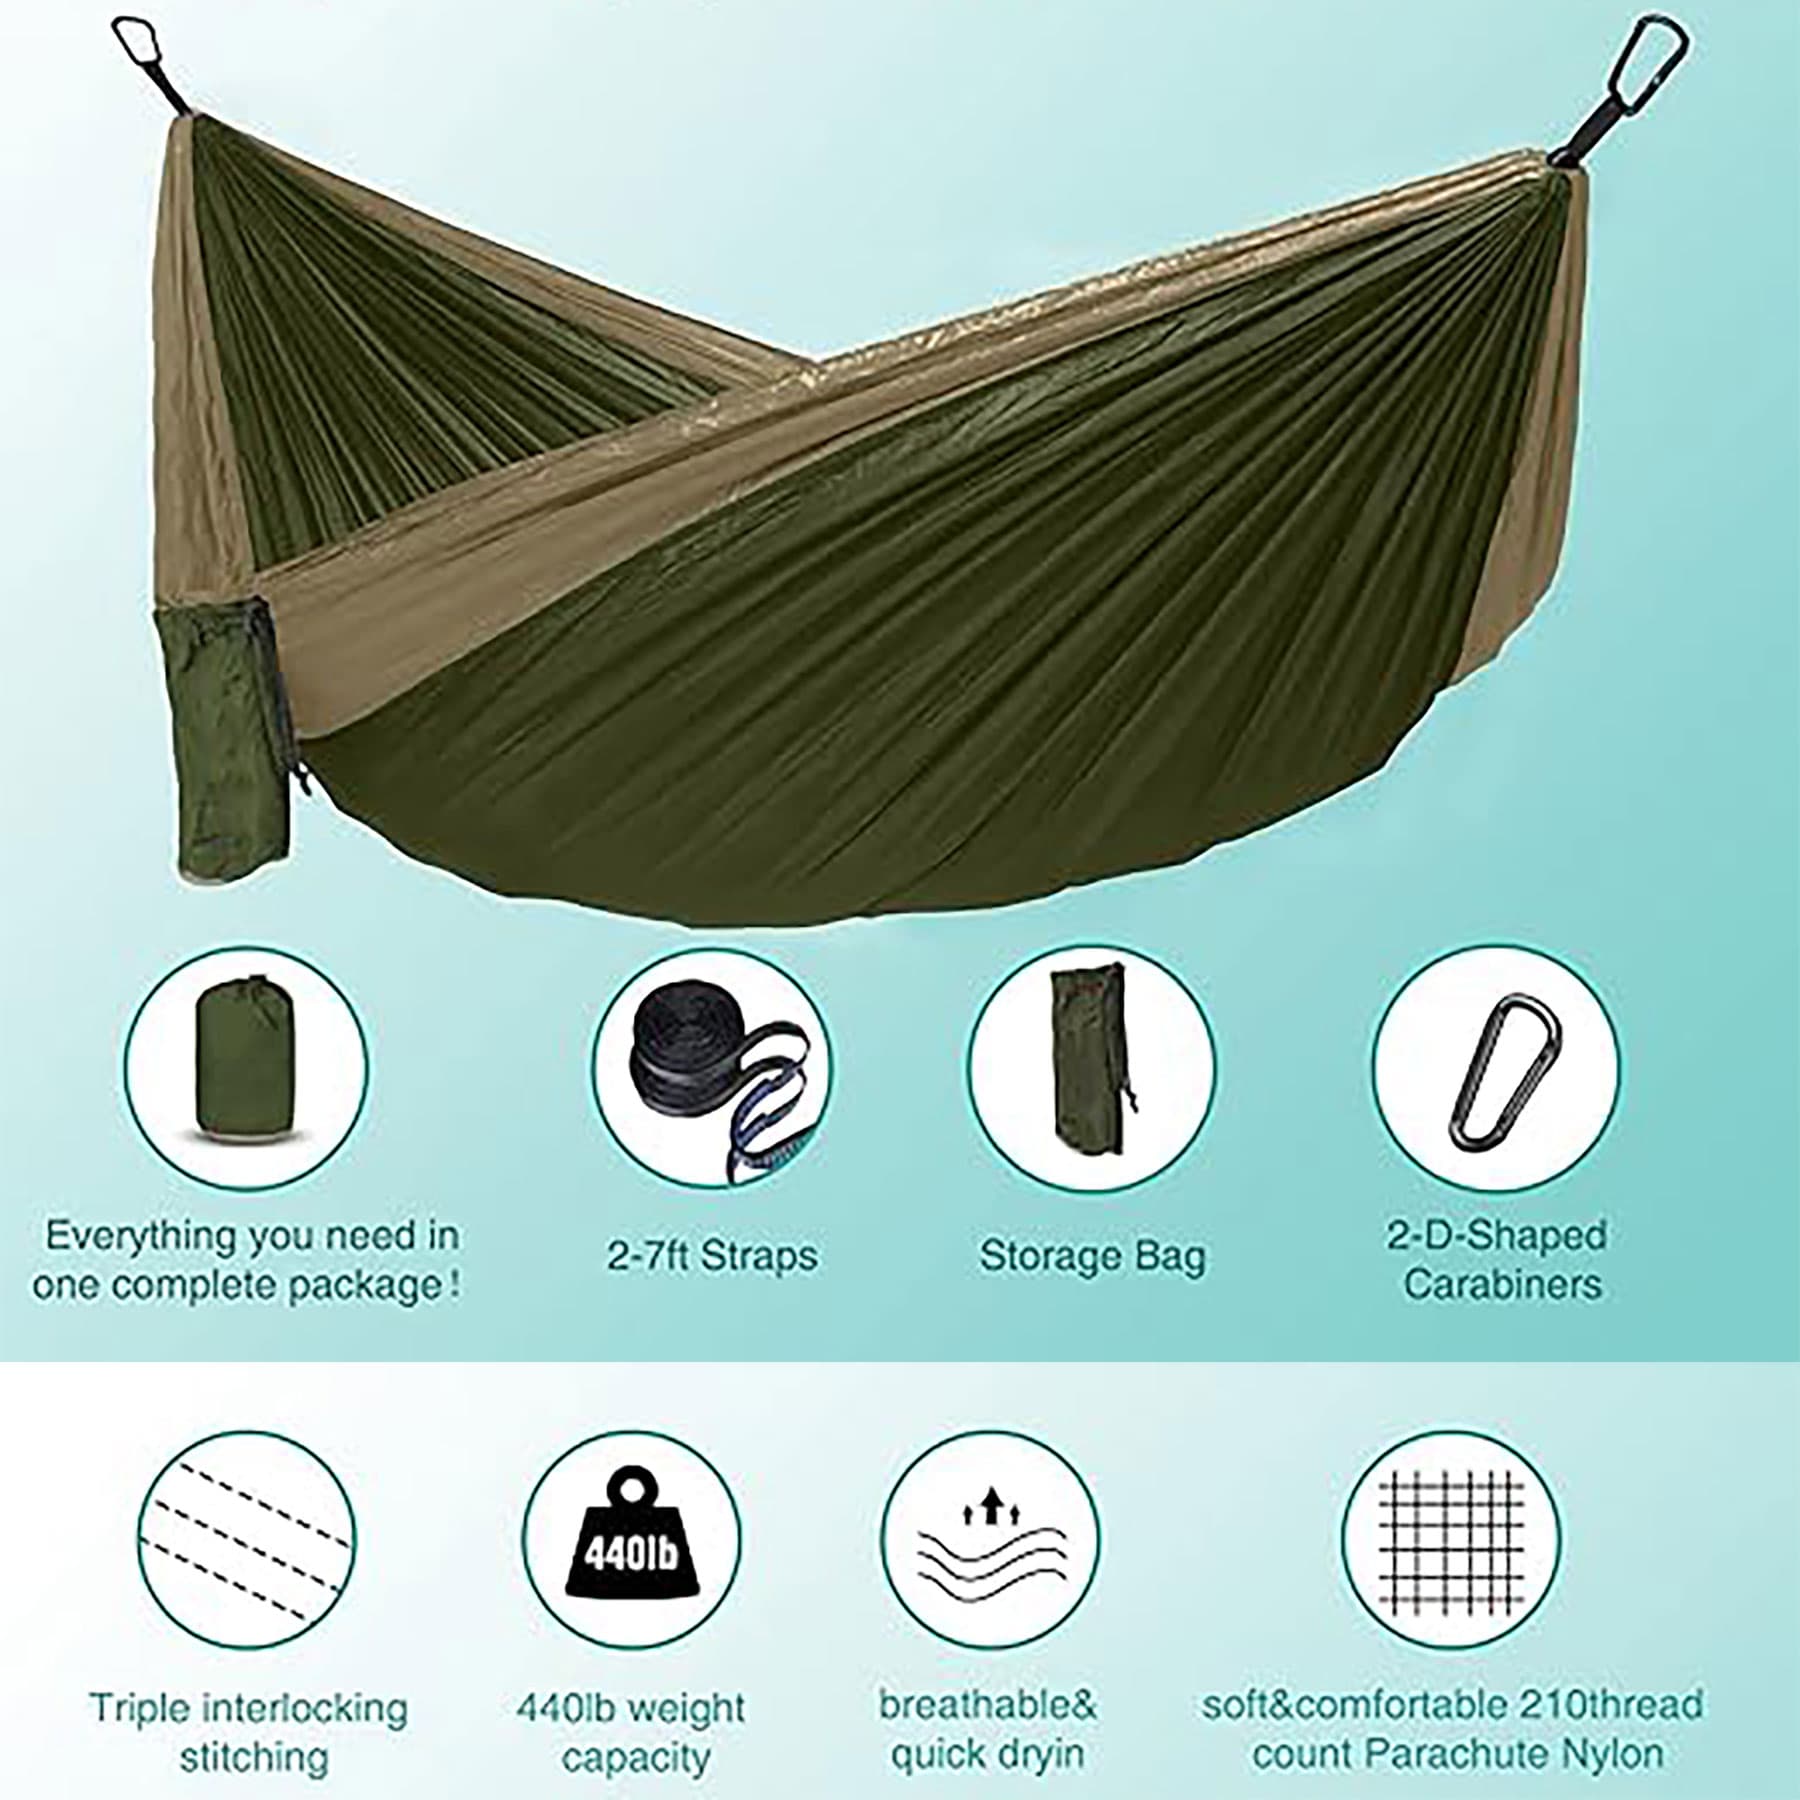 Everything you need in
one complete package!
2-7ft Straps
Storage Bag
2-D-Shaped
Carabiners
440lb
Triple interlocking
stitching
440lb weight
capacity
breathable&
quick dryin
soft&comfortable 210thread
count Parachute Nylon